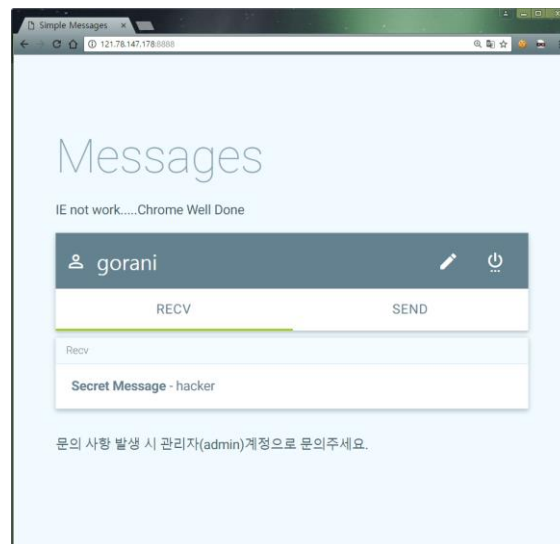 Simple Messages
121.78.147.178:8888
Messages
IE not work.....Chrome Well Done
gorani
RECV SEND
Recv
Secret Message - hacker
문의 사항 발생 시 관리자(admin)계정으로 문의주세요.